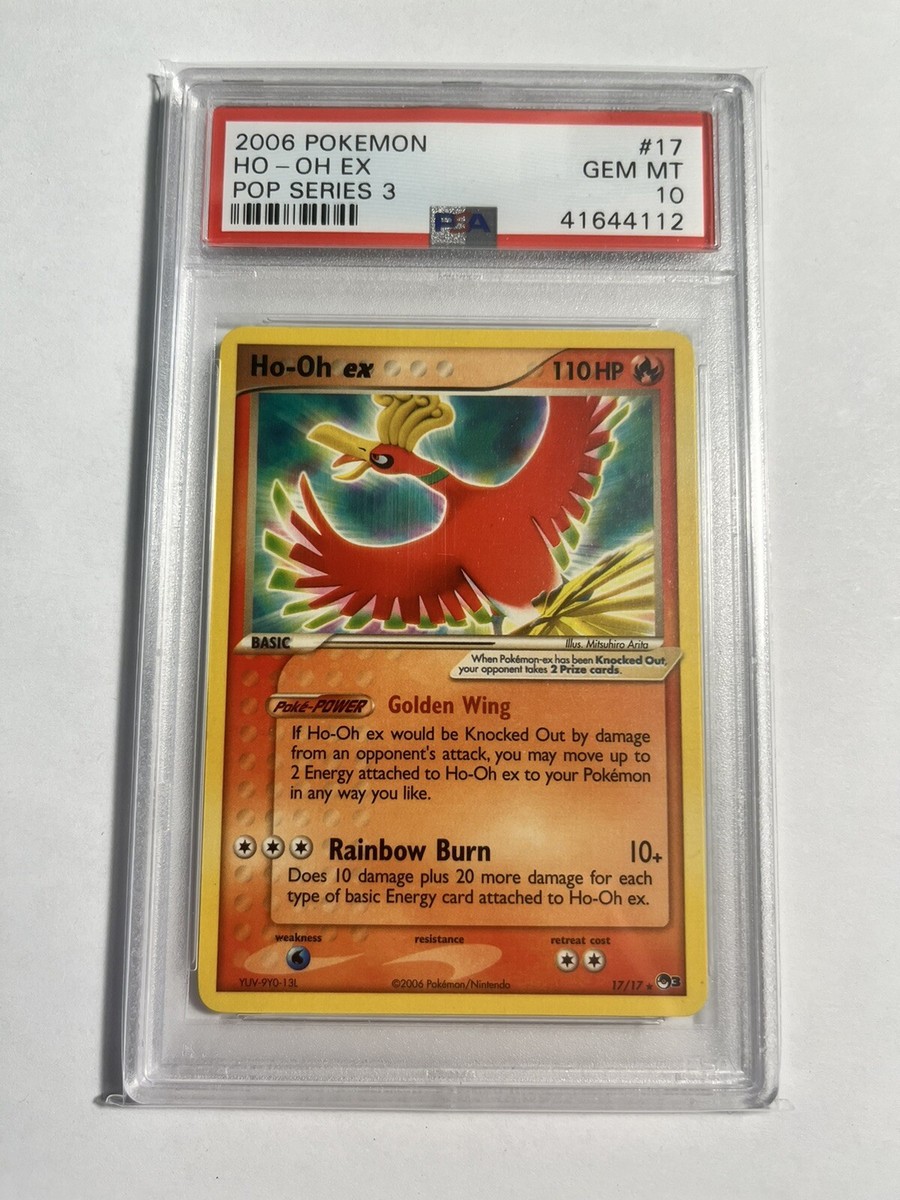 2006 POKEMON #17
HO - OH EX GEM MT
POP SERIES 3 10
PSA 41644112
Ho-Oh ex 110 HP
BASIC Illus. Mitsuhiro Arita
When Pokémon-ex has been Knocked Out,
your opponent takes 2 Prize cards.
Poké-POWER Golden Wing
If Ho-Oh ex would be Knocked Out by damage
from an opponent's attack, you may move up to
2 Energy attached to Ho-Oh ex to your Pokémon
in any way you like.
Rainbow Burn 10+
Does 10 damage plus 20 more damage for each
type of basic Energy card attached to Ho-Oh ex.
weakness resistance retreat cost
YUV-9Y0-13L ©2006 Pokémon/Nintendo 17/17 ★ 3